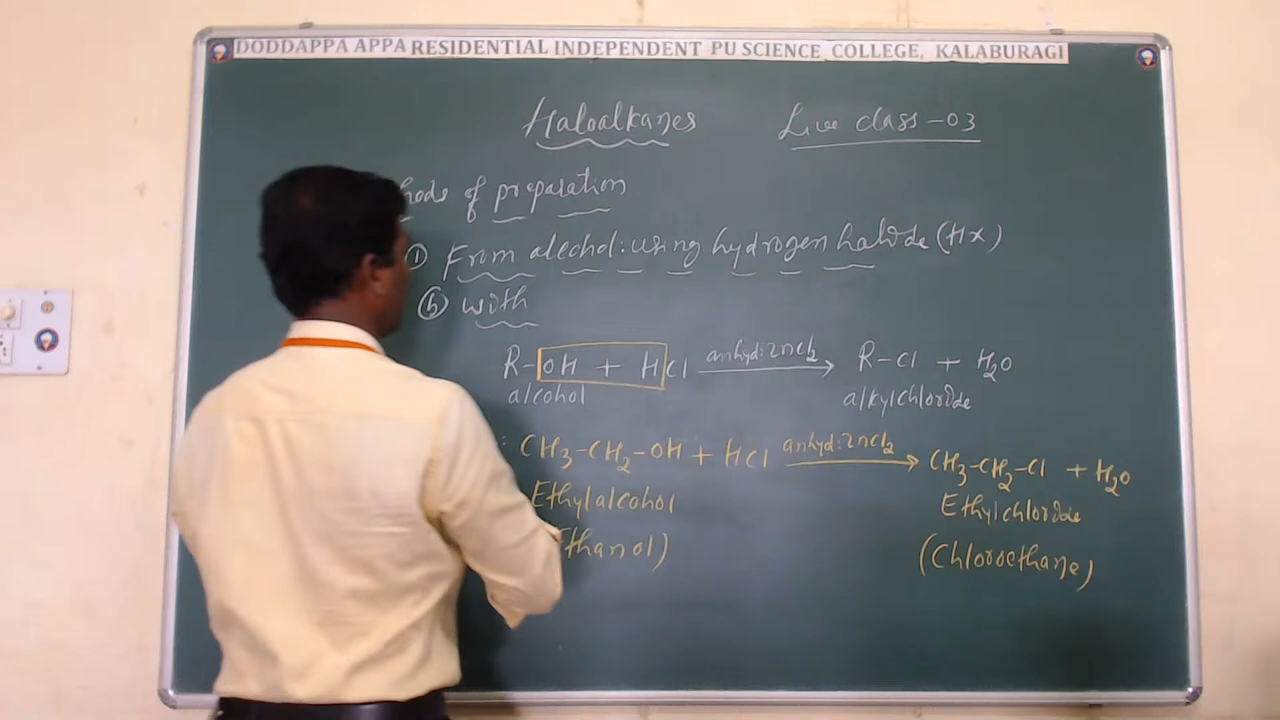 DODDAPPA APPA RESIDENTIAL INDEPENDENT PU SCIENCE COLLEGE, KALABURAGI
Haloalkanes Live class-03
hods of preparation
① From alcohol: using hydrogen halide (HX)
ⓑ with
R-OH + HCl anhyd: ZnCl₂ → R-Cl + H₂O
alcohol alkylchloride
: CH₃-CH₂-OH + HCl anhyd: ZnCl₂ → CH₃-CH₂-Cl + H₂O
Ethylalcohol Ethylchloride
thanol) (Chloroethane)